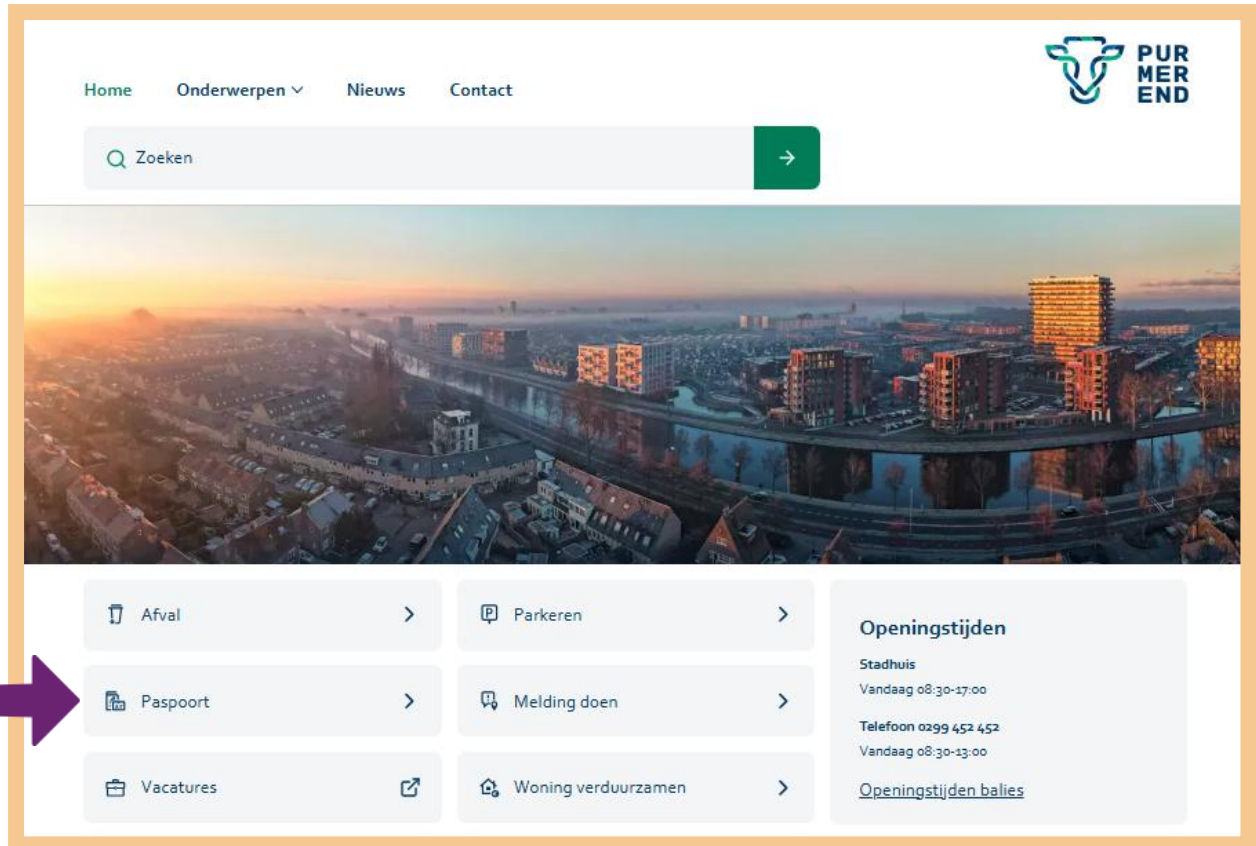 Home Onderwerpen Nieuws Contact
PUR
MER
END
Zoeken
Afval
Parkeren
Paspoort
Melding doen
Vacatures
Woning verduurzamen
Openingstijden
Stadhuis
Vandaag 08:30-17:00
Telefoon 0299 452 452
Vandaag 08:30-13:00
Openingstijden balies